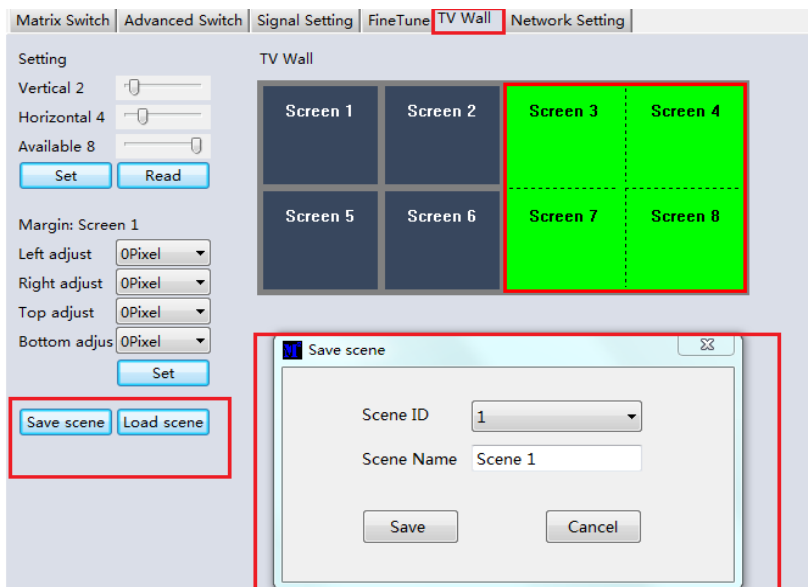 Matrix Switch Advanced Switch Signal Setting FineTune TV Wall Network Setting
Setting
Vertical 2
Horizontal 4
Available 8
Set Read
Margin: Screen 1
Left adjust 0Pixel
Right adjust 0Pixel
Top adjust 0Pixel
Bottom adjus 0Pixel
Set
Save scene Load scene
TV Wall
Screen 1 Screen 2 Screen 3 Screen 4
Screen 5 Screen 6 Screen 7 Screen 8
Save scene
Scene ID 1
Scene Name Scene 1
Save Cancel